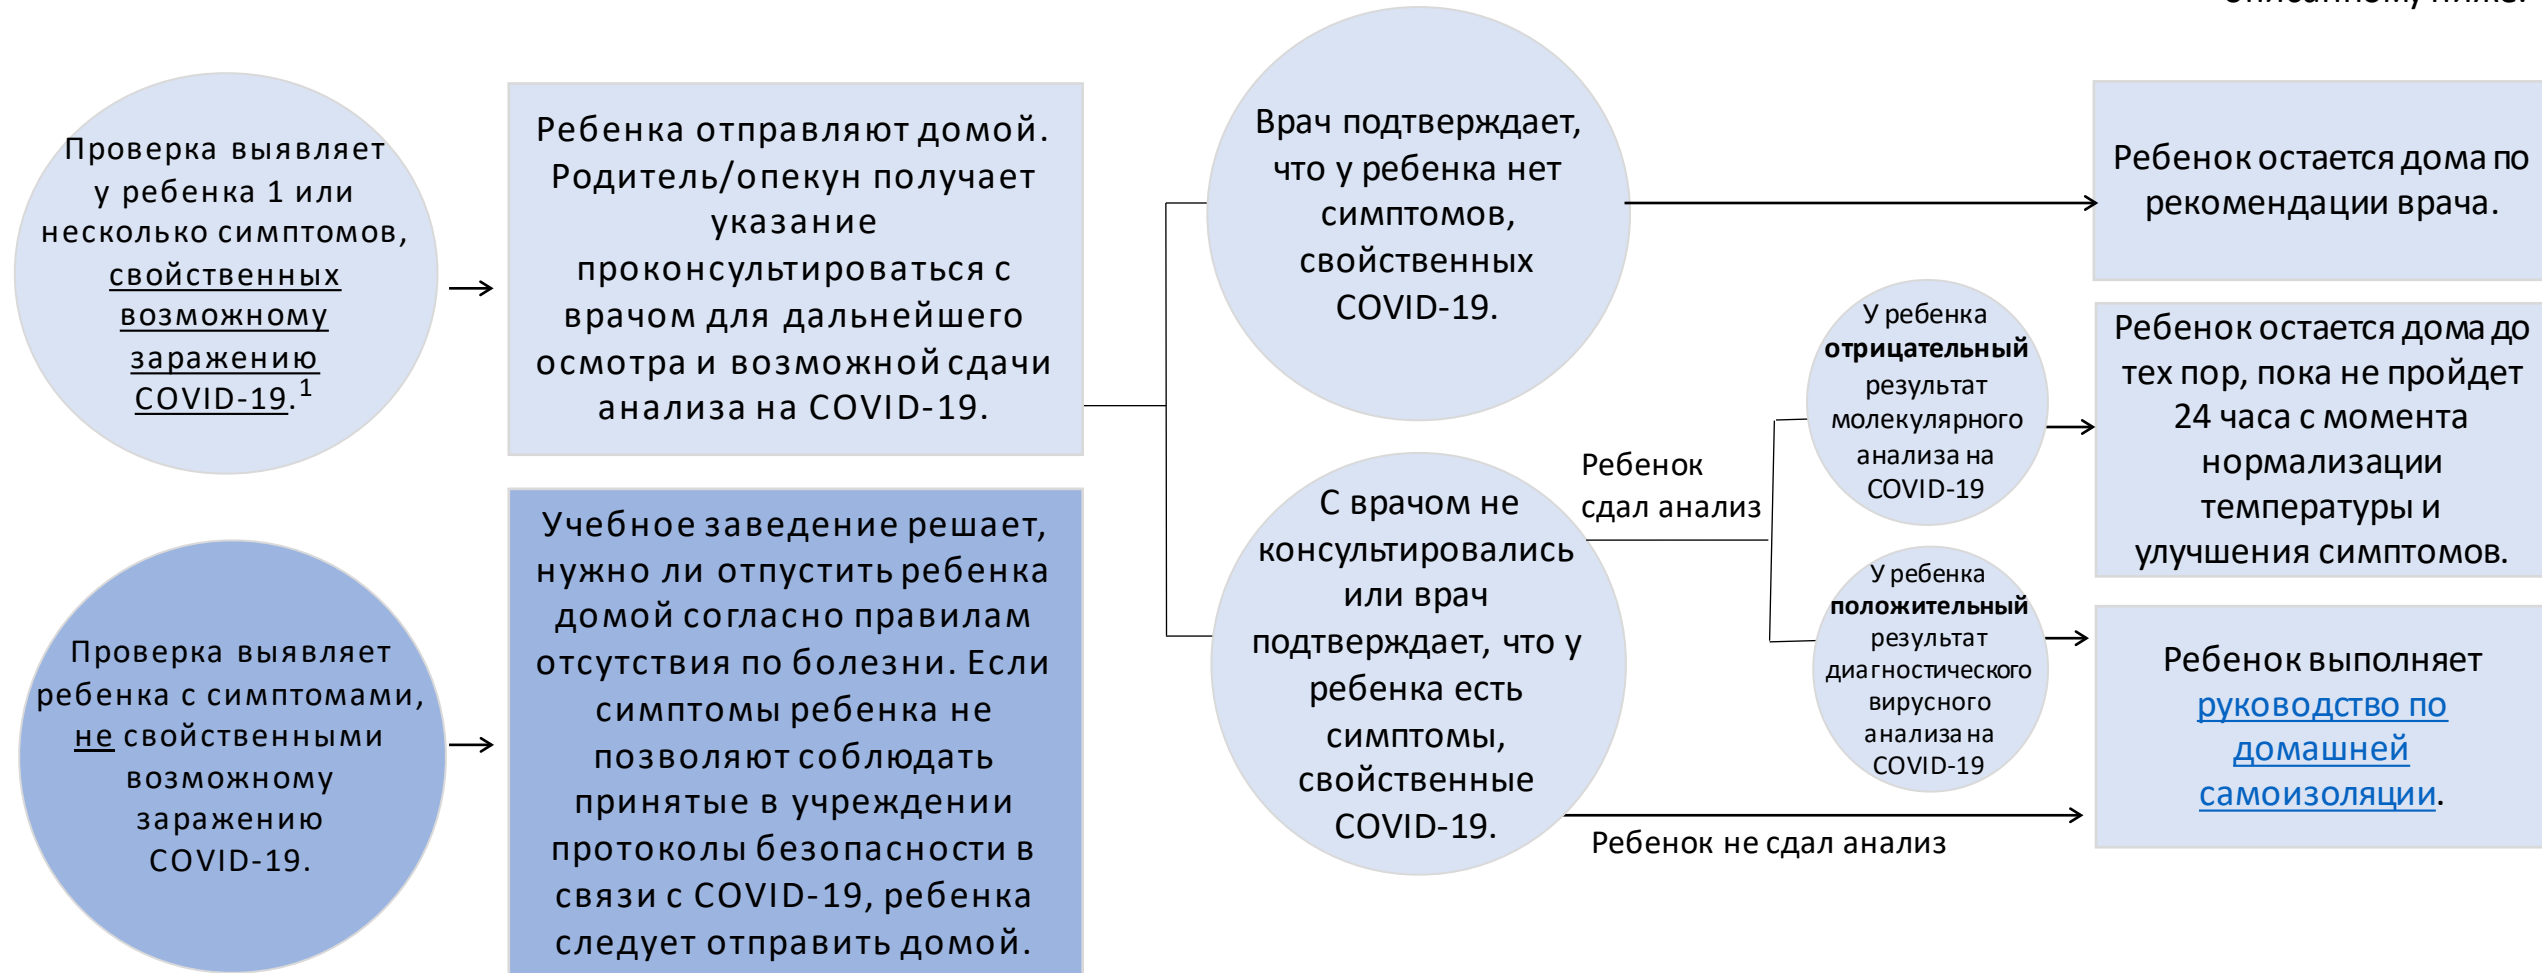 описанному ниже.
Проверка выявляет
у ребенка 1 или
несколько симптомов,
свойственных
возможному
заражению
COVID-19.1
Ребенка отправляют домой.
Родитель/опекун получает
указание
проконсультироваться с
врачом для дальнейшего
осмотра и возможной сдачи
анализа на COVID-19.
Врач подтверждает,
что у ребенка нет
симптомов,
свойственных
COVID-19.
Ребенок остается дома по
рекомендации врача.
Проверка выявляет
ребенка с симптомами,
не свойственными
возможному
заражению
COVID-19.
Учебное заведение решает,
нужно ли отпустить ребенка
домой согласно правилам
отсутствия по болезни. Если
симптомы ребенка не
позволяют соблюдать
принятые в учреждении
протоколы безопасности в
связи с COVID-19, ребенка
следует отправить домой.
С врачом не
консультировались
или врач
подтверждает, что у
ребенка есть
симптомы,
свойственные
COVID-19.
Ребенок
сдал анализ
У ребенка
отрицательный
результат
молекулярного
анализа на
COVID-19
Ребенок остается дома до
тех пор, пока не пройдет
24 часа с момента
нормализации
температуры и
улучшения симптомов.
У ребенка
положительный
результат
диагностического
вирусного
анализа на
COVID-19
Ребенок выполняет
руководство по
домашней
самоизоляции.
Ребенок не сдал анализ